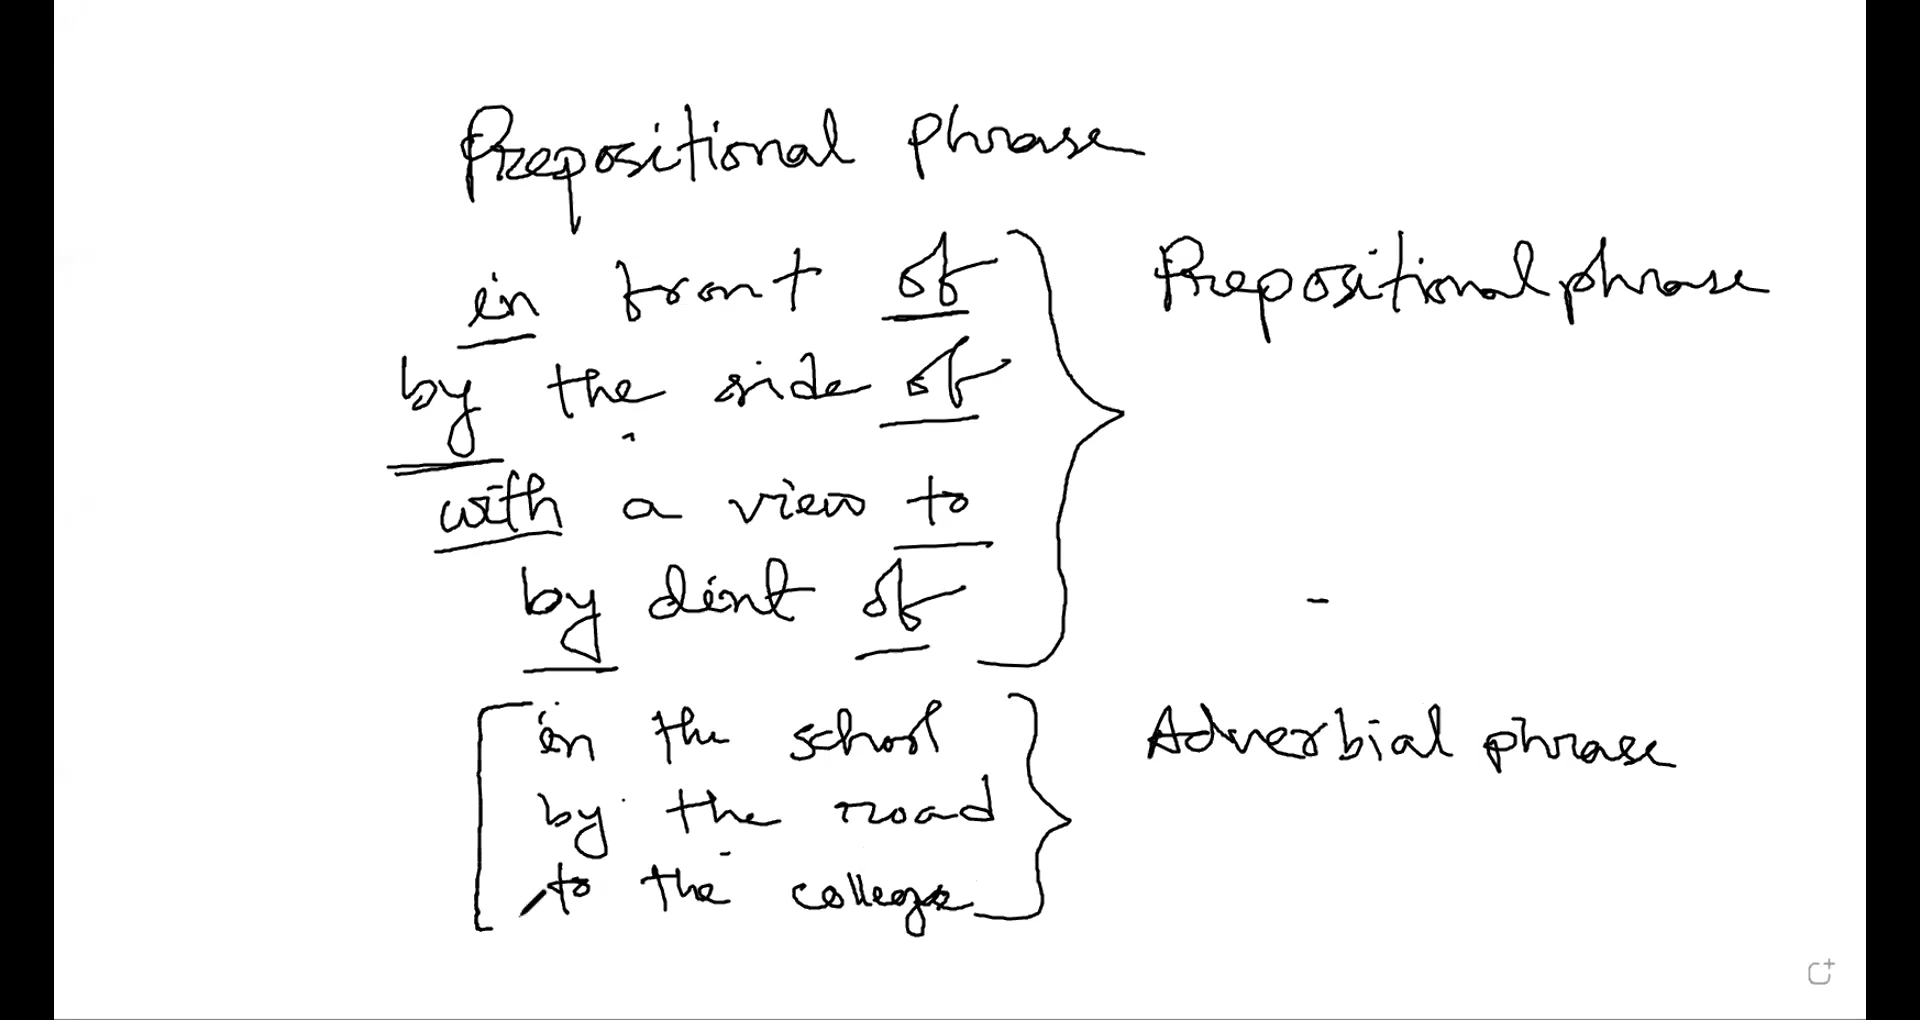 Prepositional phrase
in front of
Prepositional phrase
by the side of
with a view to
by dint of
in the school
Adverbial phrase
by the road
to the college